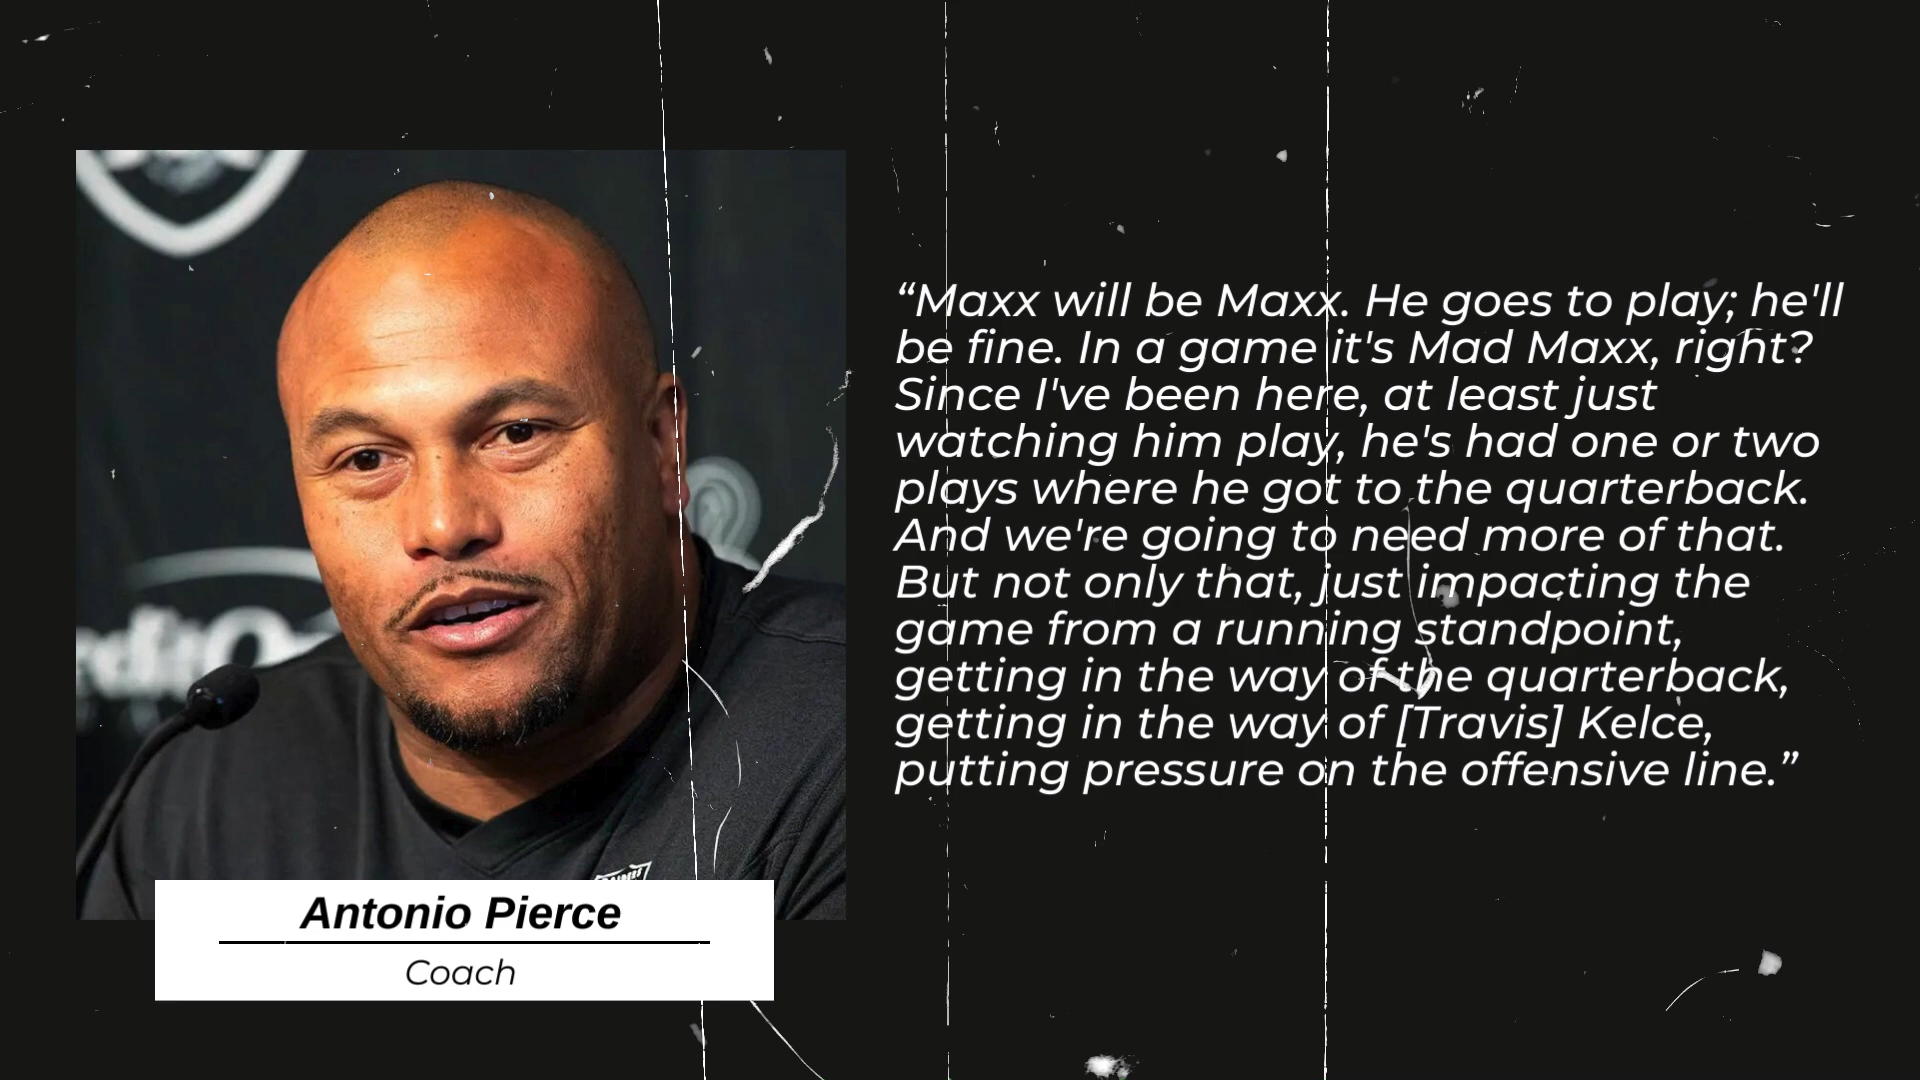 “Maxx will be Maxx. He goes to play; he'll
be fine. In a game it's Mad Maxx, right?
Since I've been here, at least just
watching him play, he's had one or two
plays where he got to the quarterback.
And we're going to need more of that.
But not only that, just impacting the
game from a running standpoint,
getting in the way of the quarterback,
getting in the way of [Travis] Kelce,
putting pressure on the offensive line.”
Antonio Pierce
Coach